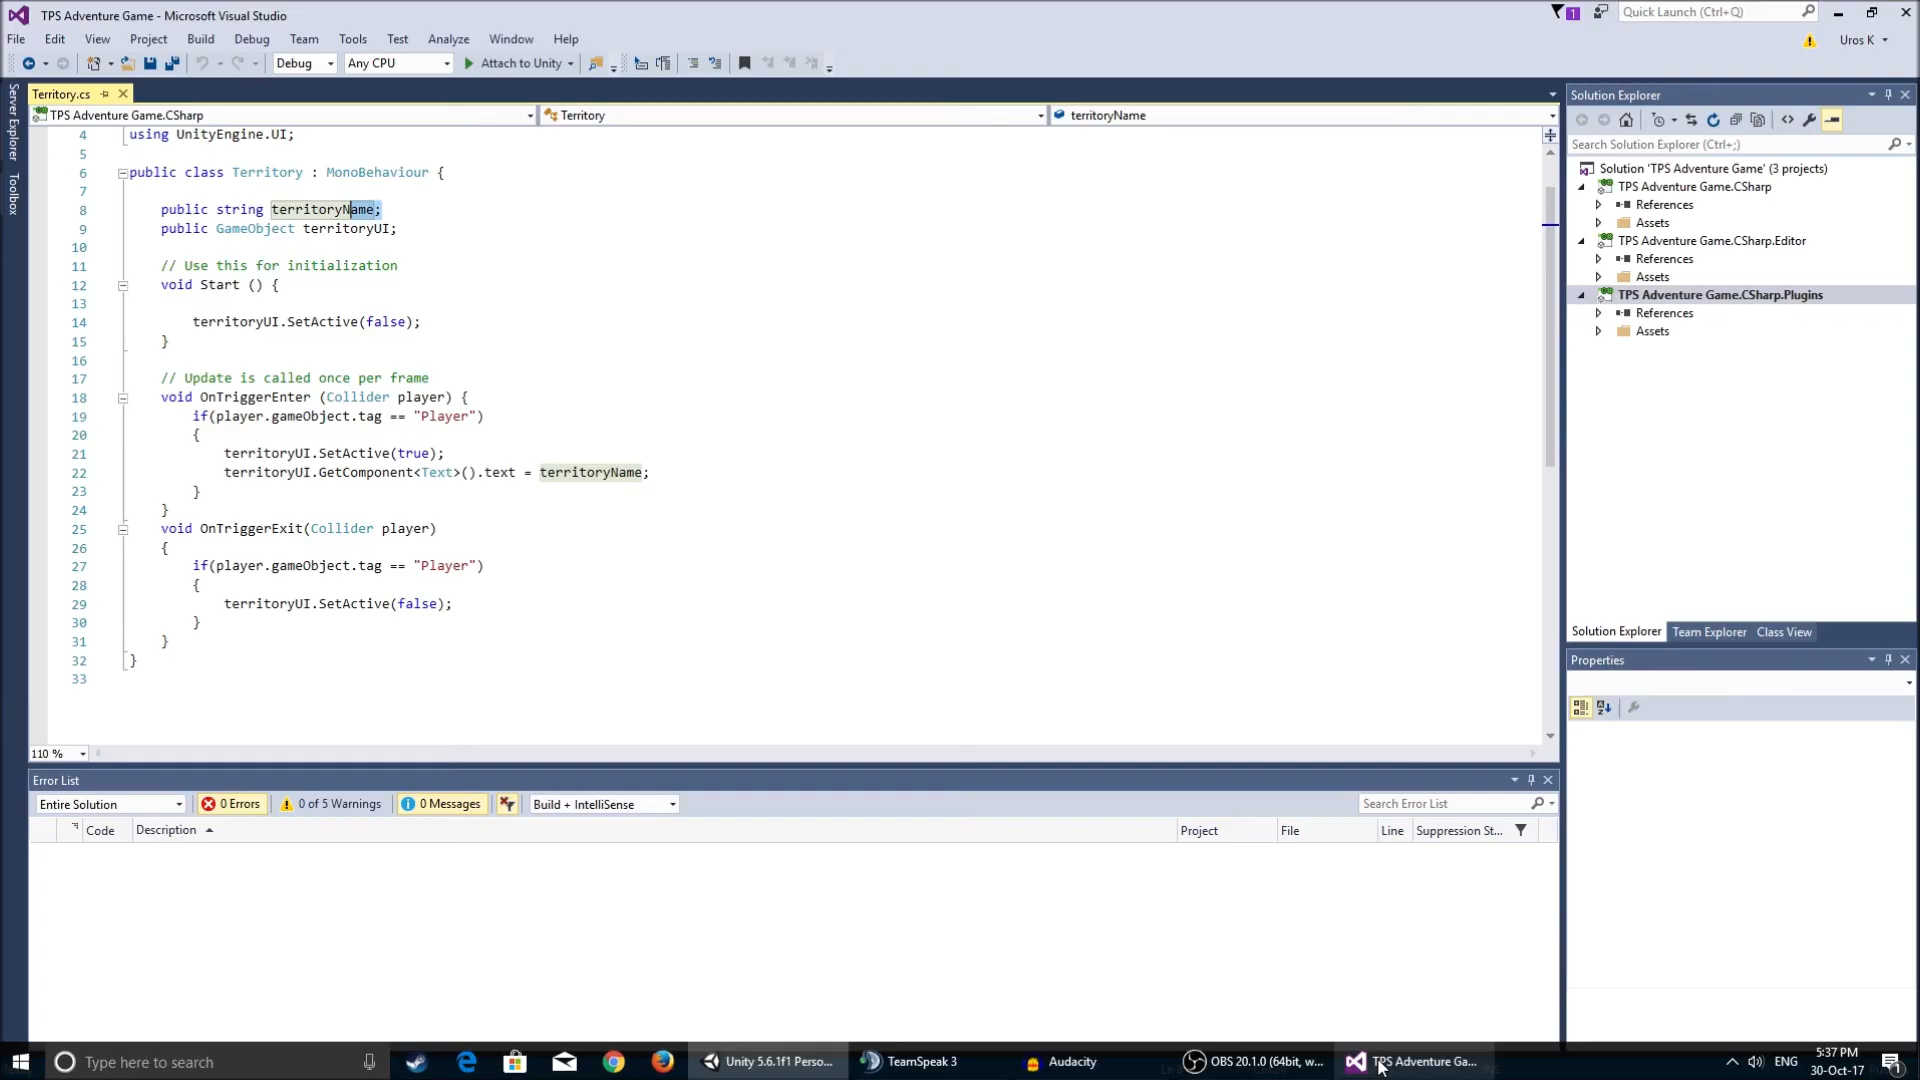 TPS Adventure Game - Microsoft Visual Studio
1
Quick Launch (Ctrl+Q)
File Edit View Project Build Debug Team Tools Test Analyze Window Help
Uros K
Debug Any CPU Attach to Unity
Server Explorer
Toolbox
Territory.cs
TPS Adventure Game.CSharp Territory territoryName
4 using UnityEngine.UI;
5
6 public class Territory : MonoBehaviour {
7
8 public string territoryName;
9 public GameObject territoryUI;
10
11 // Use this for initialization
12 void Start () {
13
14 territoryUI.SetActive(false);
15 }
16
17 // Update is called once per frame
18 void OnTriggerEnter (Collider player) {
19 if(player.gameObject.tag == "Player")
20 {
21 territoryUI.SetActive(true);
22 territoryUI.GetComponent<Text>().text = territoryName;
23 }
24 }
25 void OnTriggerExit(Collider player)
26 {
27 if(player.gameObject.tag == "Player")
28 {
29 territoryUI.SetActive(false);
30 }
31 }
32 }
33
110 %
Solution Explorer
Search Solution Explorer (Ctrl+;)
Solution 'TPS Adventure Game' (3 projects)
TPS Adventure Game.CSharp
References
Assets
TPS Adventure Game.CSharp.Editor
References
Assets
TPS Adventure Game.CSharp.Plugins
References
Assets
Solution Explorer Team Explorer Class View
Properties
Error List
Entire Solution 0 Errors 0 of 5 Warnings 0 Messages Build + IntelliSense Search Error List
Code Description Project File Line Suppression St...
Type here to search
Unity 5.6.1f1 Perso... TeamSpeak 3 Audacity OBS 20.1.0 (64bit, w... TPS Adventure Ga...
ENG
5:37 PM
30-Oct-17
1